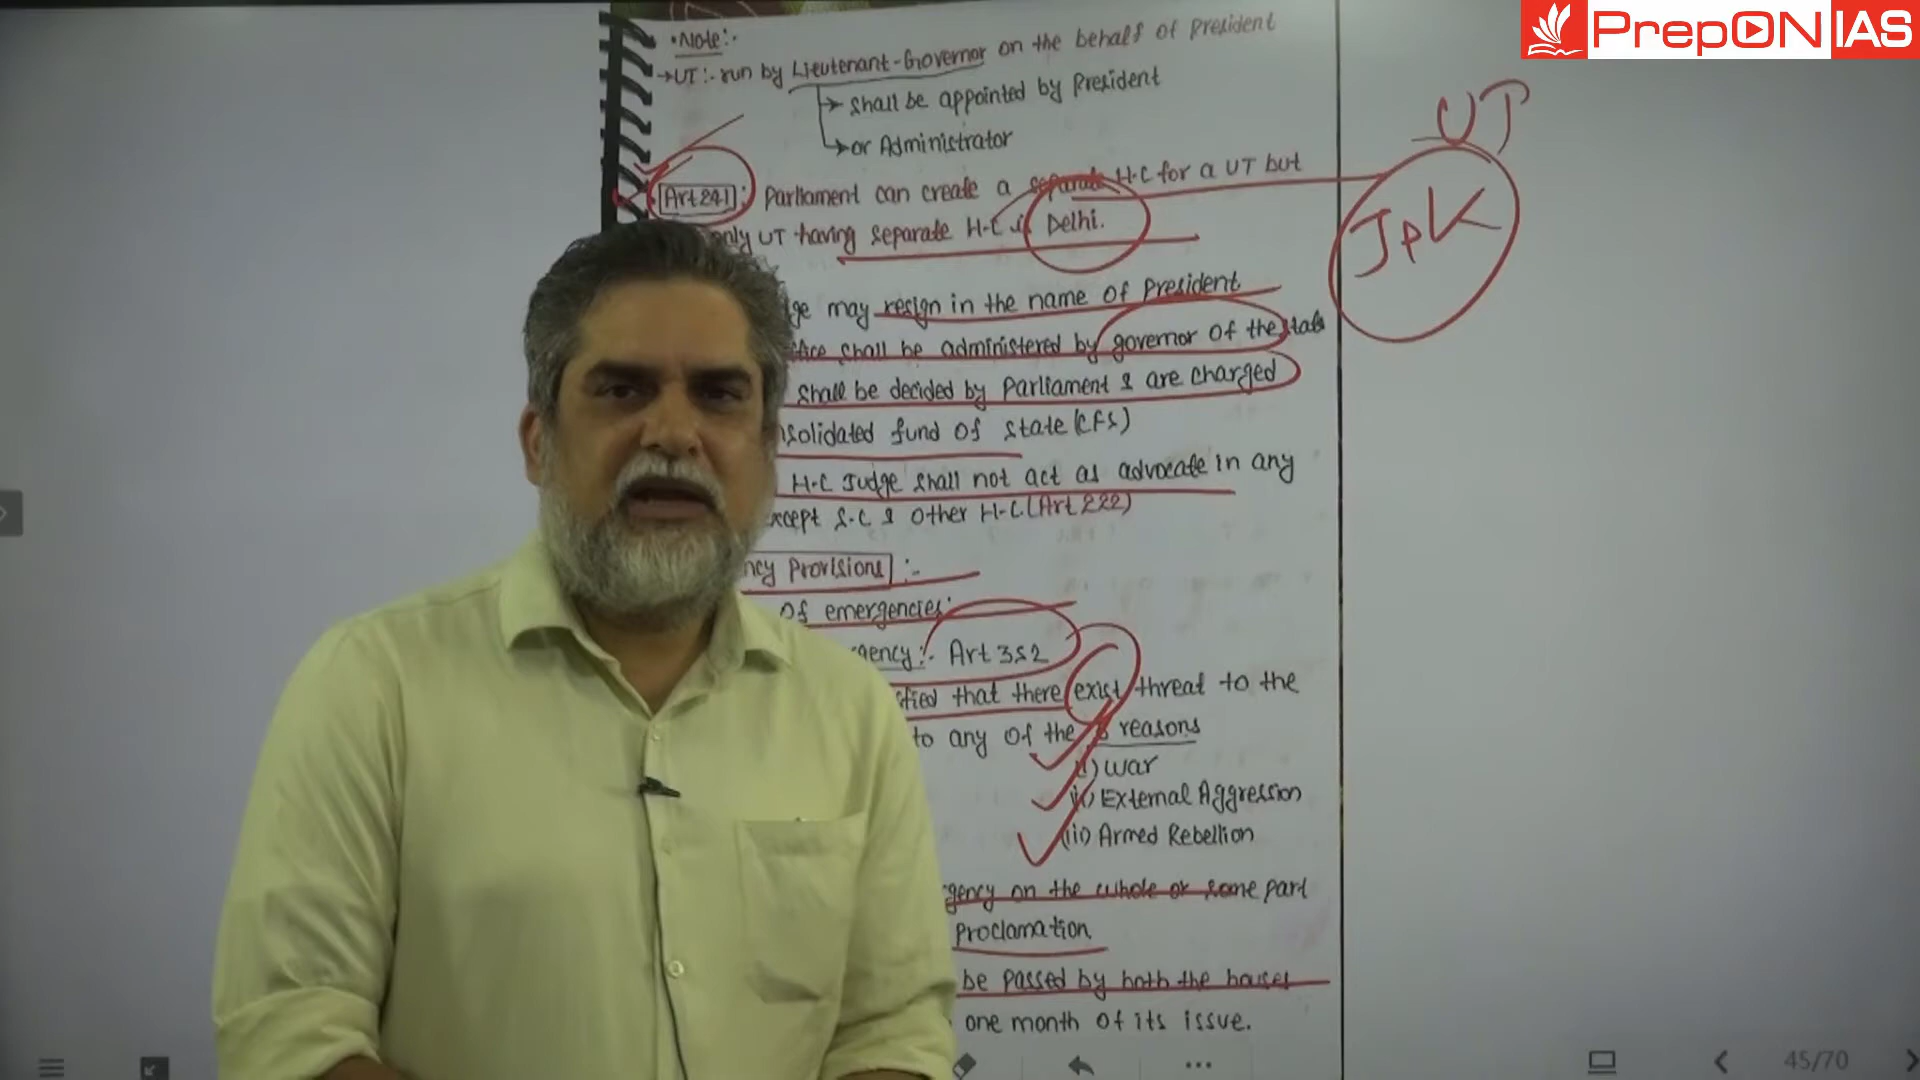 PrepON IAS
• Note:-
→ UT :- run by Lieutenant-Governor on the behalf of President
→ shall be appointed by President
→ or Administrator
UT
Art 241 : Parliament can create a separate H.C for a UT but
only UT having separate H-C is Delhi.
J&K
may resign in the name of President
shall be administered by governor of the state
shall be decided by Parliament & are charged
fund of state (CFS)
H-C Judge shall not act as advocate in any
S.C & other H-C. (Art 222)
Provisions :-
of emergencies:
:- Art 352
that there exist threat to the
to any of the 3 reasons
(i) war
(ii) External Aggression
(iii) Armed Rebellion
on the whole or some part
proclamation
be passed by both the houses
one month of its issue.
45/70